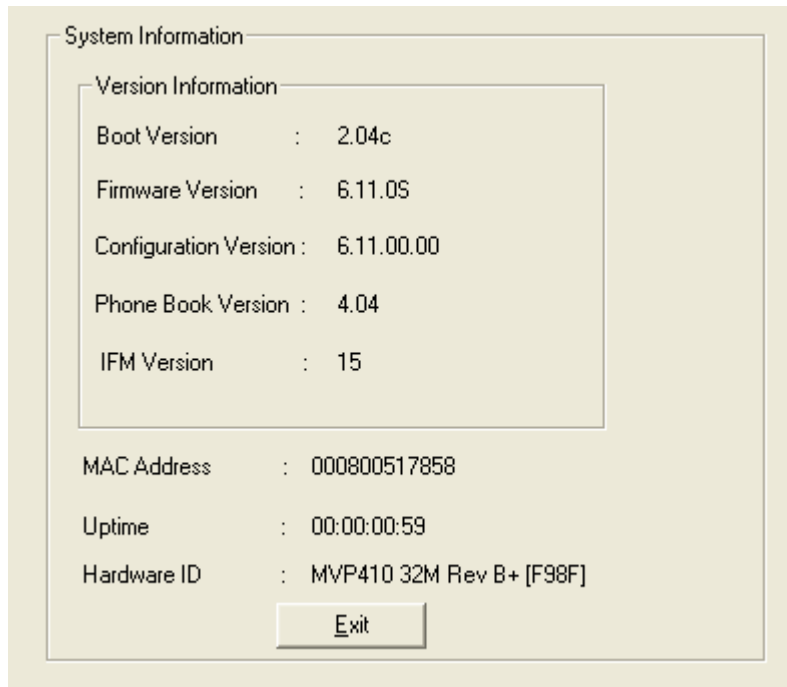 System Information
Version Information
Boot Version : 2.04c
Firmware Version : 6.11.0S
Configuration Version : 6.11.00.00
Phone Book Version : 4.04
IFM Version : 15
MAC Address : 000800517858
Uptime : 00:00:00:59
Hardware ID : MVP410 32M Rev B+ [F98F]
Exit